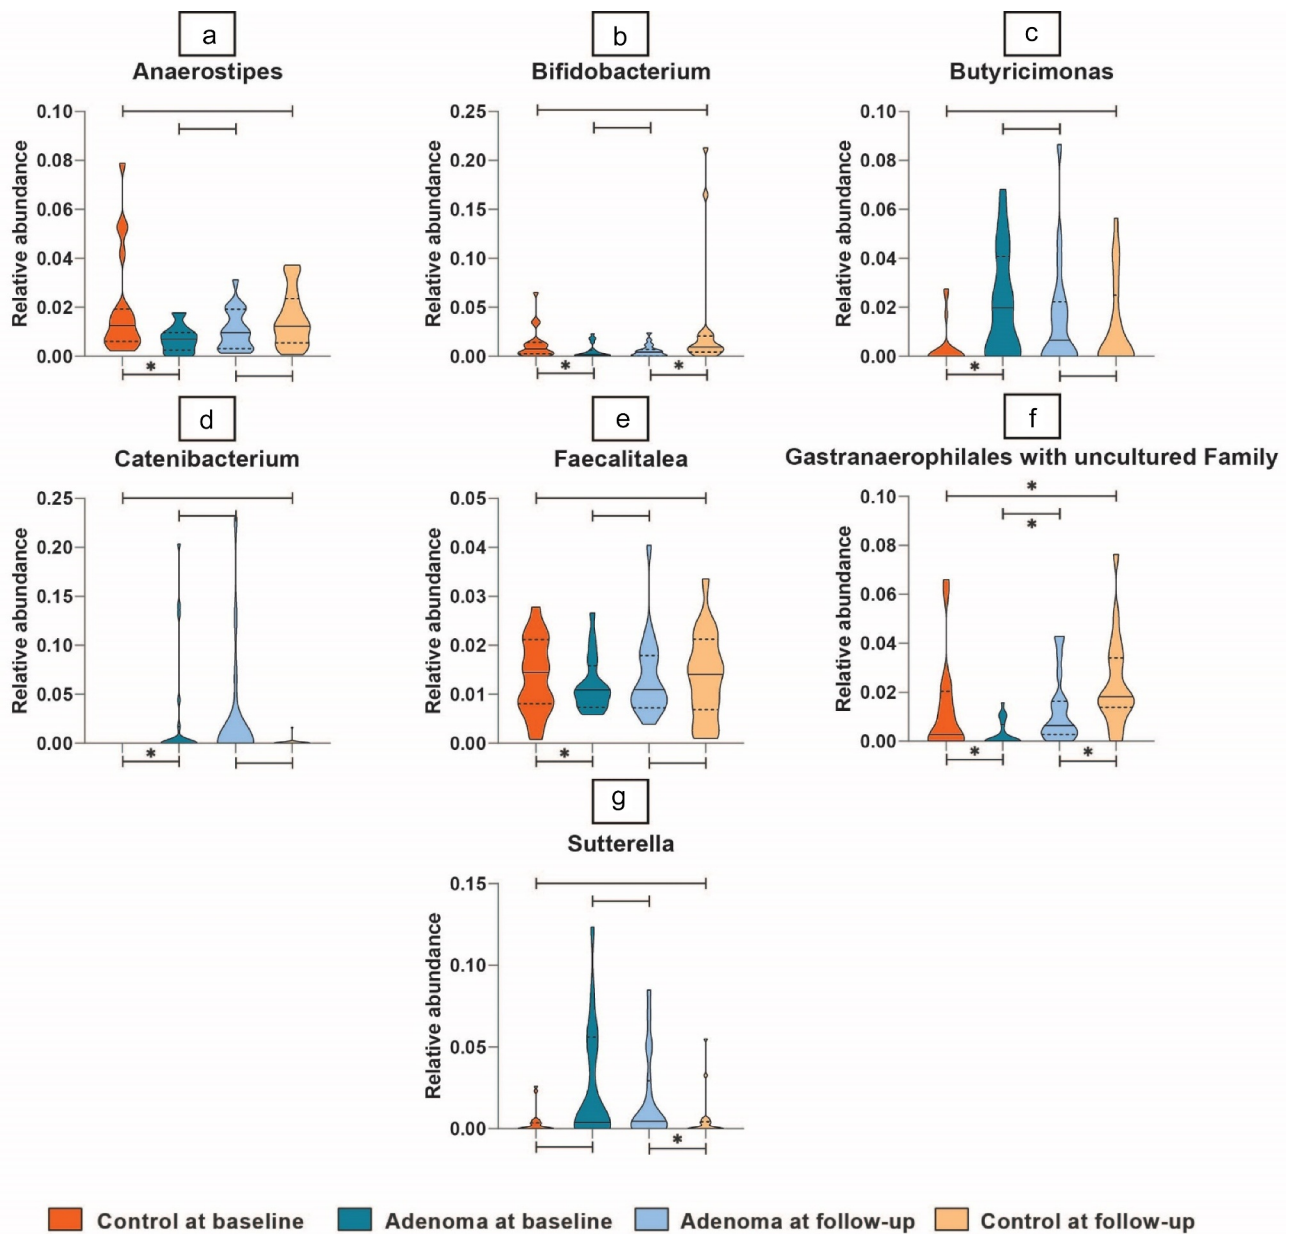 a
Anaerostipes
Relative abundance
0.10
0.08
0.06
0.04
0.02
0.00
*
b
Bifidobacterium
Relative abundance
0.25
0.20
0.15
0.10
0.05
0.00
*
*
c
Butyricimonas
Relative abundance
0.10
0.08
0.06
0.04
0.02
0.00
*
d
Catenibacterium
Relative abundance
0.25
0.20
0.15
0.10
0.05
0.00
*
e
Faecalitalea
Relative abundance
0.05
0.04
0.03
0.02
0.01
0.00
*
f
Gastranaerophilales with uncultured Family
Relative abundance
*
*
0.10
0.08
0.06
0.04
0.02
0.00
*
*
g
Sutterella
Relative abundance
0.15
0.10
0.05
0.00
*
Control at baseline
Adenoma at baseline
Adenoma at follow-up
Control at follow-up